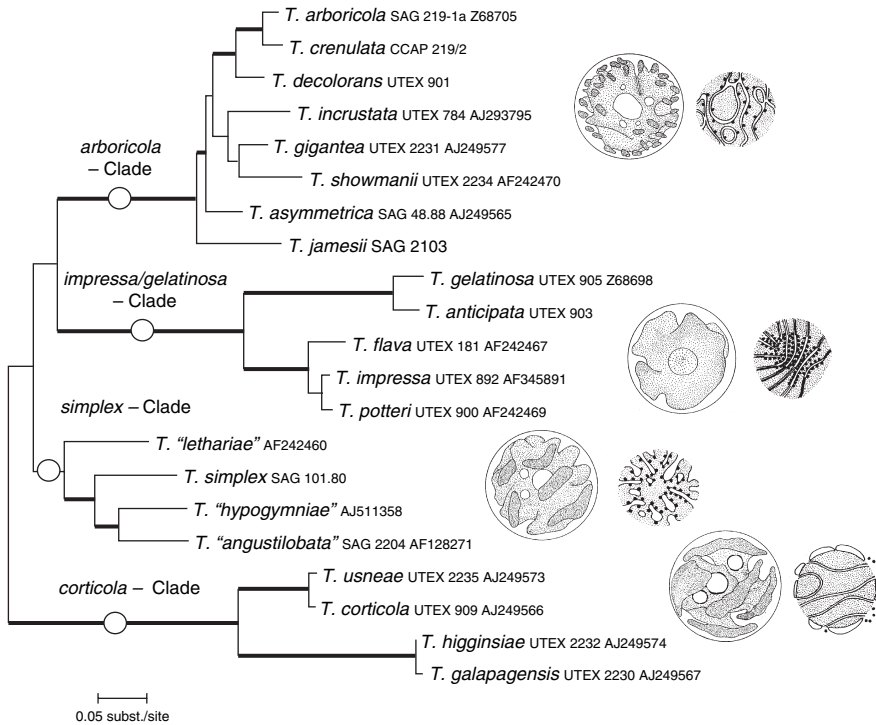 T. arboricola SAG 219-1a Z68705
T. crenulata CCAP 219/2
T. decolorans UTEX 901
T. incrustata UTEX 784 AJ293795
arboricola
– Clade
T. gigantea UTEX 2231 AJ249577
T. showmanii UTEX 2234 AF242470
T. asymmetrica SAG 48.88 AJ249565
T. jamesii SAG 2103
impressa/gelatinosa
– Clade
T. gelatinosa UTEX 905 Z68698
T. anticipata UTEX 903
T. flava UTEX 181 AF242467
T. impressa UTEX 892 AF345891
T. potteri UTEX 900 AF242469
simplex – Clade
T. “lethariae” AF242460
T. simplex SAG 101.80
T. “hypogymniae” AJ511358
T. “angustilobata” SAG 2204 AF128271
corticola – Clade
T. usneae UTEX 2235 AJ249573
T. corticola UTEX 909 AJ249566
T. higginsiae UTEX 2232 AJ249574
T. galapagensis UTEX 2230 AJ249567
0.05 subst./site